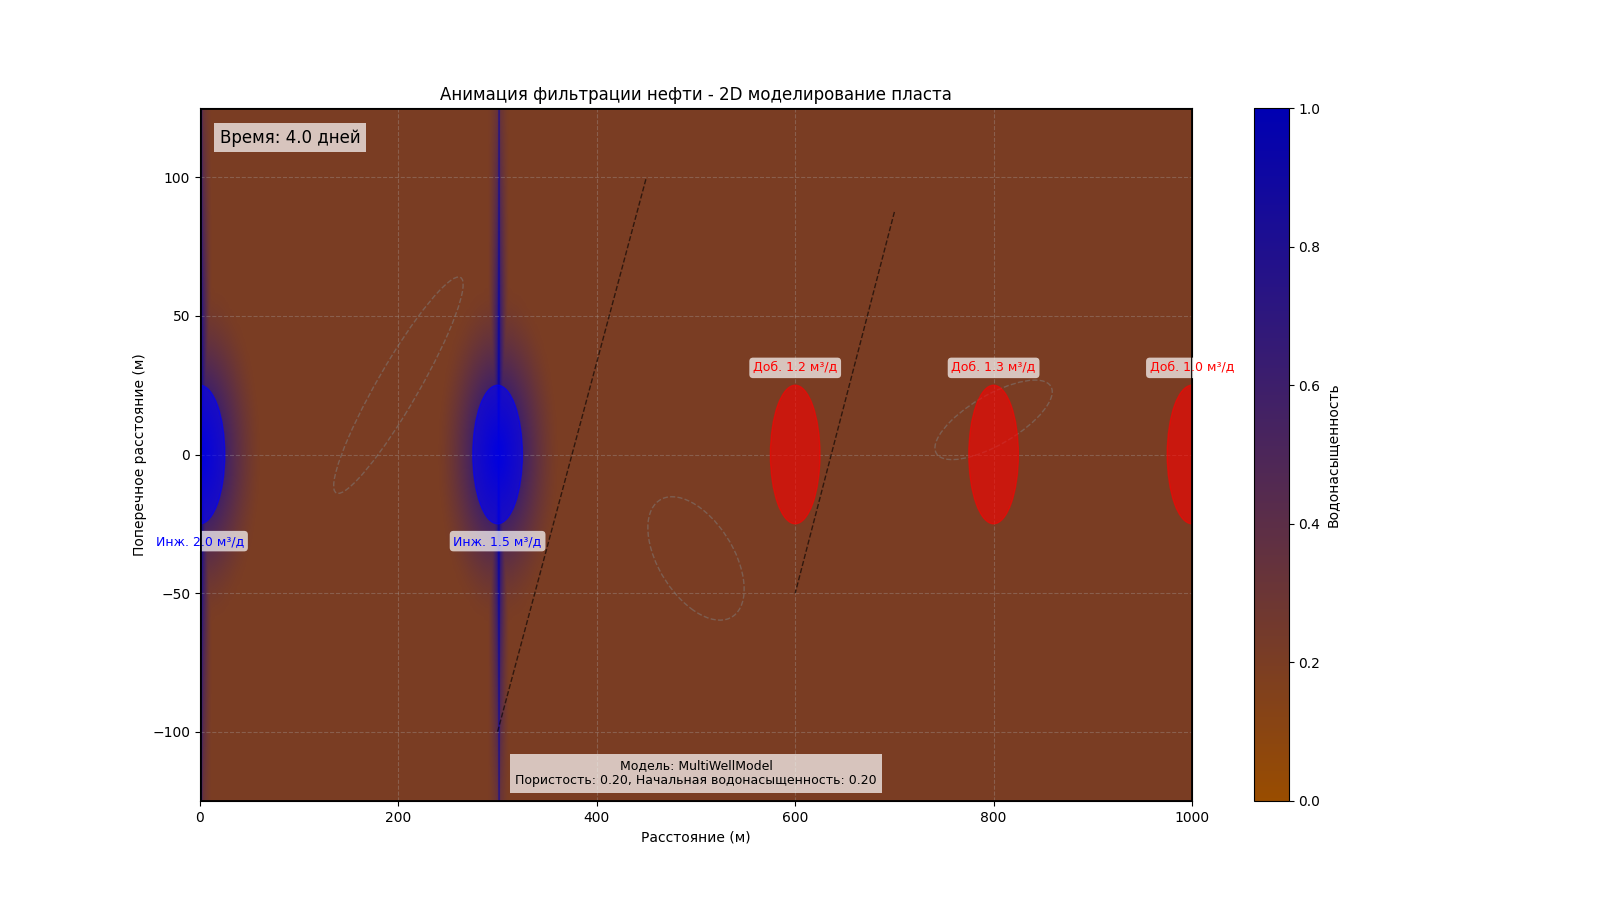 Анимация фильтрации нефти - 2D моделирование пласта
Время: 4.0 дней
Поперечное расстояние (м)
100
50
0
−50
−100
Доб. 1.2 м³/д
Доб. 1.3 м³/д
Доб. 1.0 м³/д
Инж. 2.0 м³/д
Инж. 1.5 м³/д
Модель: MultiWellModel
Пористость: 0.20, Начальная водонасыщенность: 0.20
0
200
400
600
800
1000
Расстояние (м)
1.0
0.8
0.6
0.4
0.2
0.0
Водонасыщенность